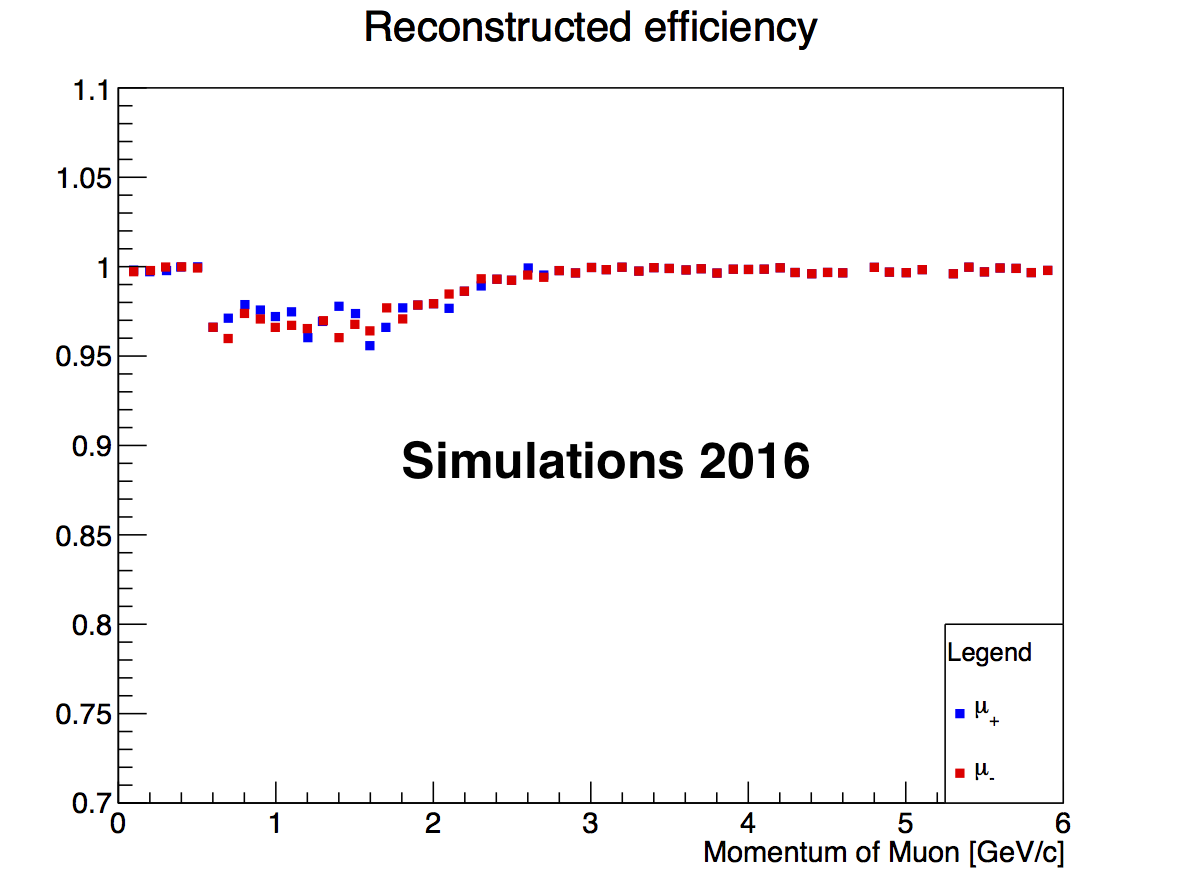 Reconstructed efficiency
1.1
1.05
1
0.95
0.9
Simulations 2016
0.85
0.8
Legend
0.75
μ+
μ-
0.7
0 1 2 3 4 5 6
Momentum of Muon [GeV/c]